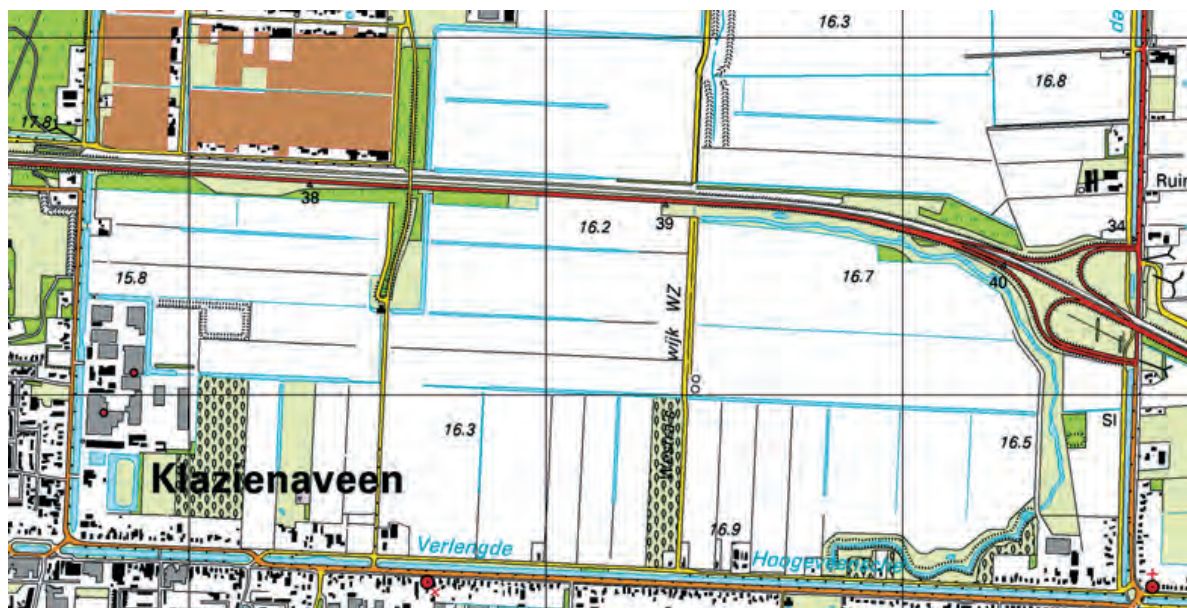 16.3
16.8
17.8
Ruin
38
16.2
39
34
15.8
16.7
40
wijk WZ
16.3
16.5
Sl
Klazienaveen
16.9
Verlengde
Hoogeveensche